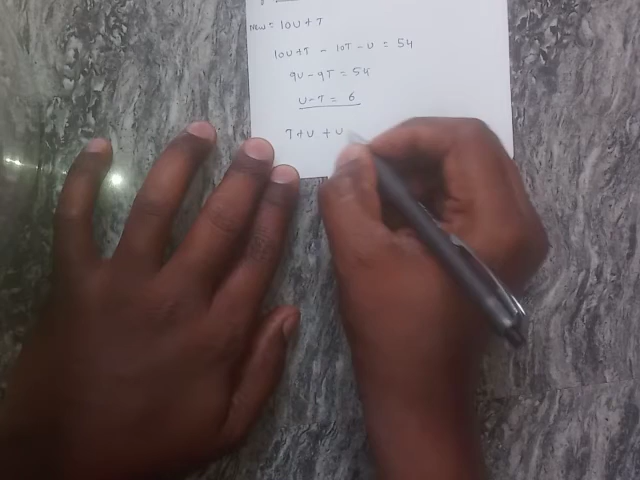 New = 10U + T
10U + T - 10T - U = 54
9U - 9T = 54
U - T = 6
T + U + U